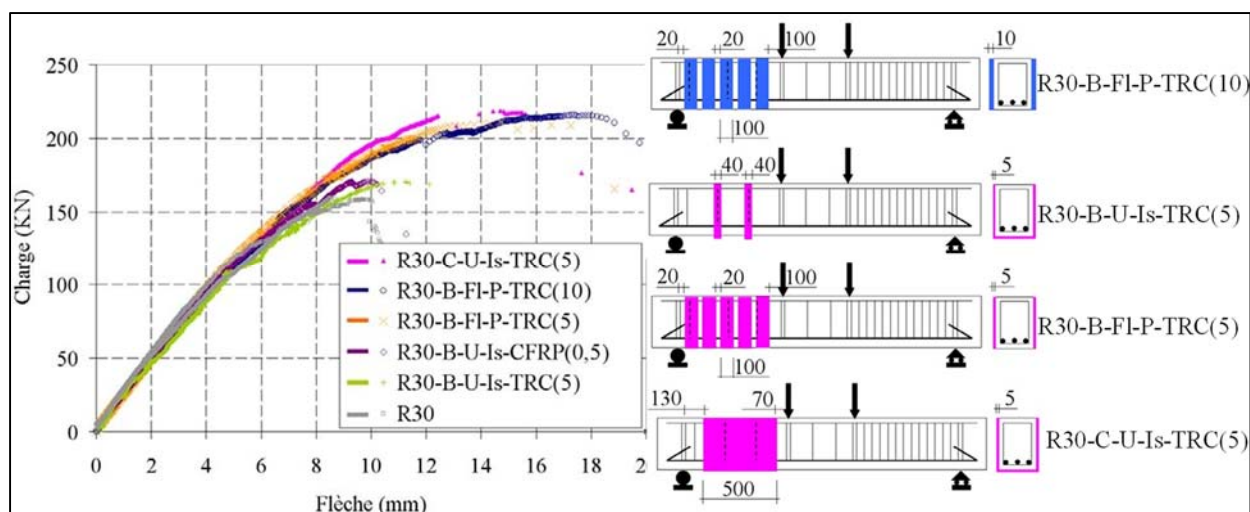 Charge (KN)
250
200
150
100
50
0
0 2 4 6 8 10 12 14 16 18 2
Flèche (mm)
R30-C-U-Is-TRC(5)
R30-B-Fl-P-TRC(10)
R30-B-Fl-P-TRC(5)
R30-B-U-Is-CFRP(0,5)
R30-B-U-Is-TRC(5)
R30
20 20 100 10
R30-B-Fl-P-TRC(10)
100
40 40 5
R30-B-U-Is-TRC(5)
20 20 100 5
R30-B-Fl-P-TRC(5)
100
130 70 5
R30-C-U-Is-TRC(5)
500